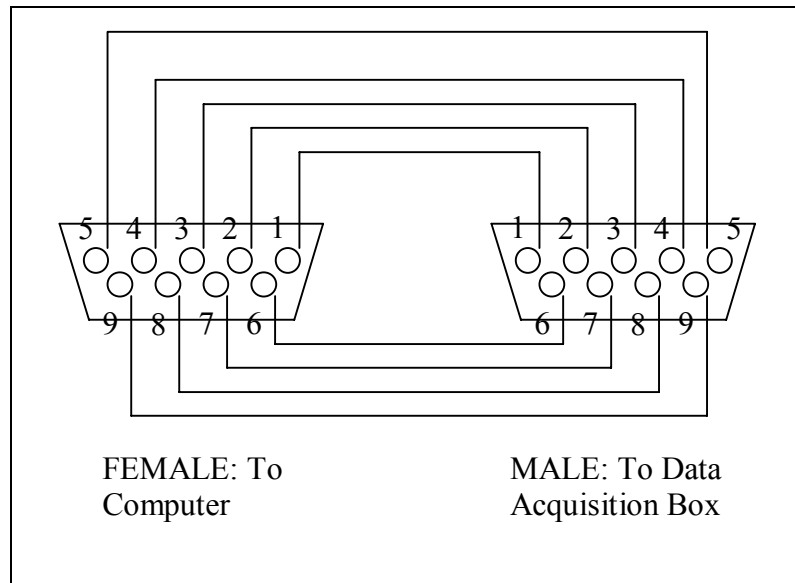 5 4 3 2 1
1 2 3 4 5
9 8 7 6
6 7 8 9
FEMALE: To
Computer
MALE: To Data
Acquisition Box